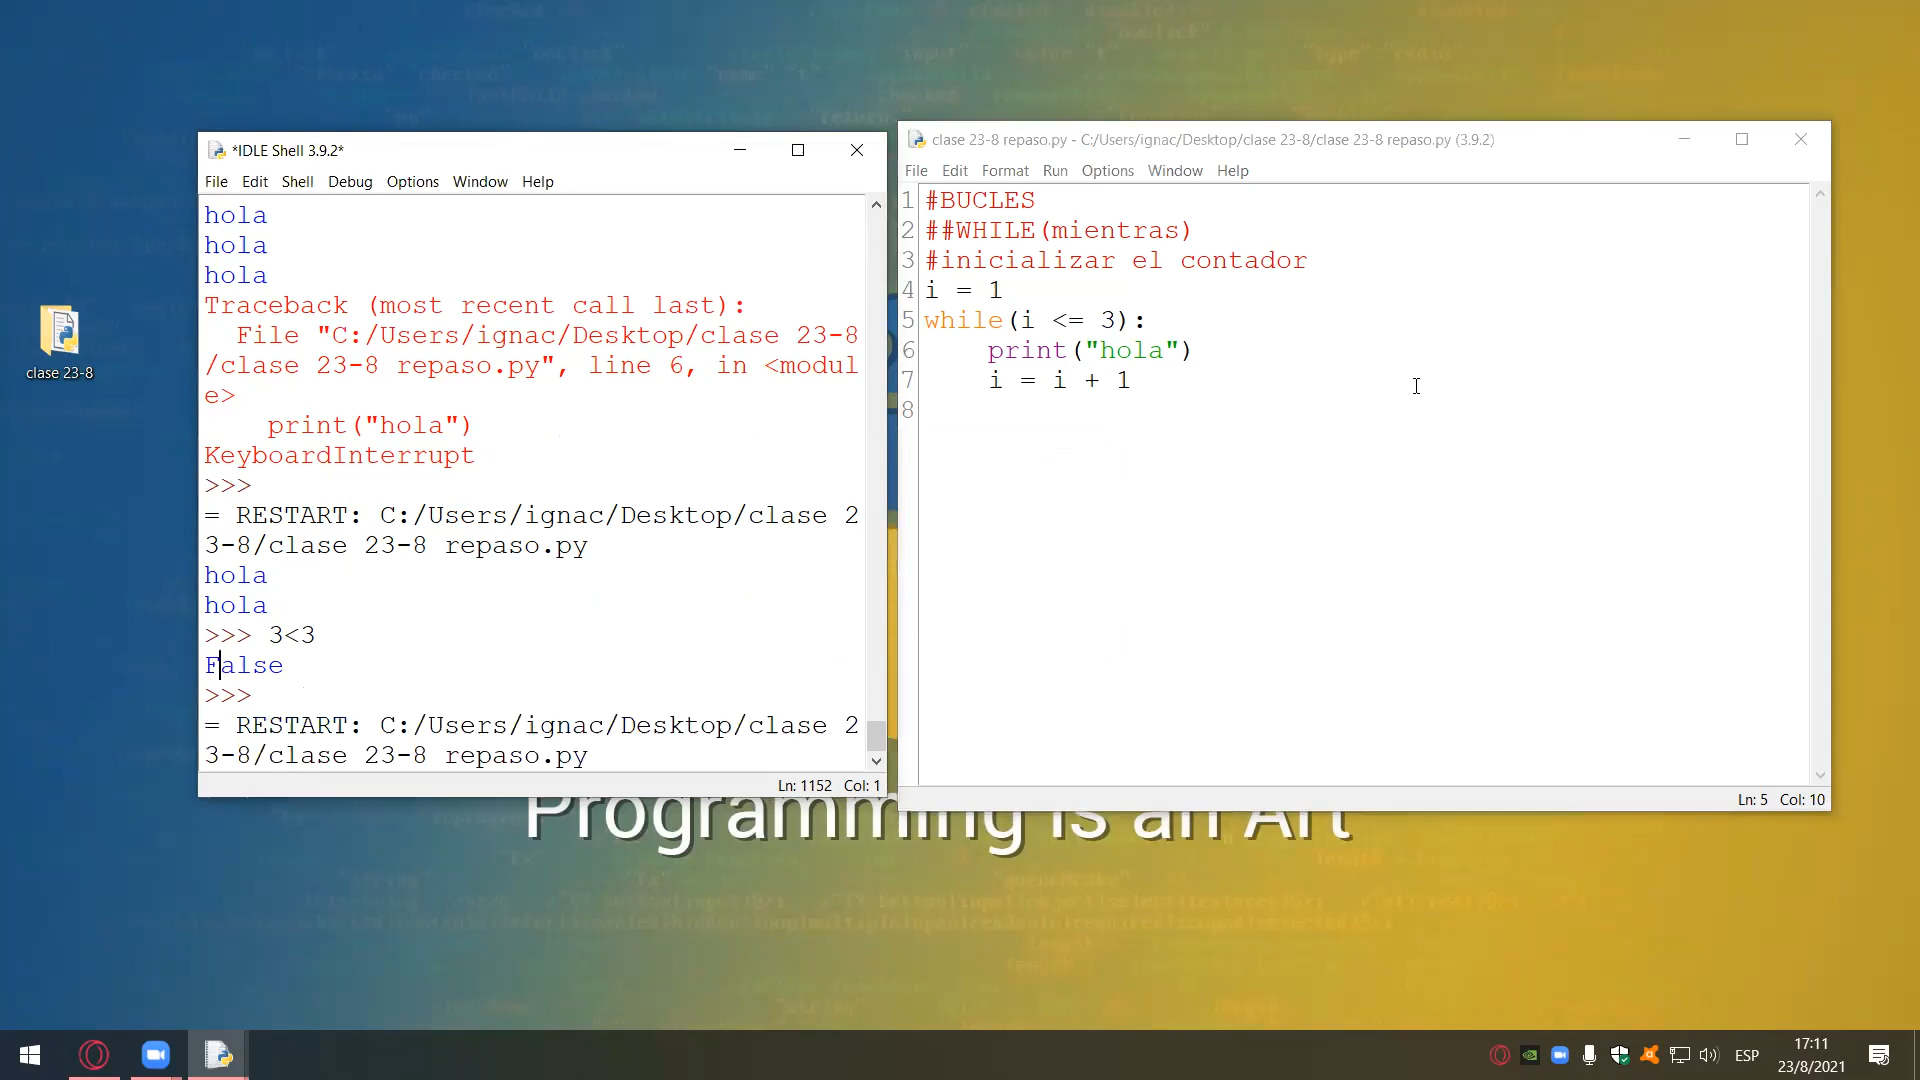 clase 23-8
*IDLE Shell 3.9.2*
File Edit Shell Debug Options Window Help
hola
hola
hola
Traceback (most recent call last):
  File "C:/Users/ignac/Desktop/clase 23-8
/clase 23-8 repaso.py", line 6, in <modul
e>
    print("hola")
KeyboardInterrupt
>>>
= RESTART: C:/Users/ignac/Desktop/clase 2
3-8/clase 23-8 repaso.py
hola
hola
>>> 3<3
False
>>>
= RESTART: C:/Users/ignac/Desktop/clase 2
3-8/clase 23-8 repaso.py
Ln: 1152 Col: 1
clase 23-8 repaso.py - C:/Users/ignac/Desktop/clase 23-8/clase 23-8 repaso.py (3.9.2)
File Edit Format Run Options Window Help
1 #BUCLES
2 ##WHILE(mientras)
3 #inicializar el contador
4 i = 1
5 while(i <= 3):
6     print("hola")
7     i = i + 1
8
Ln: 5 Col: 10
Programming is an Art
ESP
17:11
23/8/2021